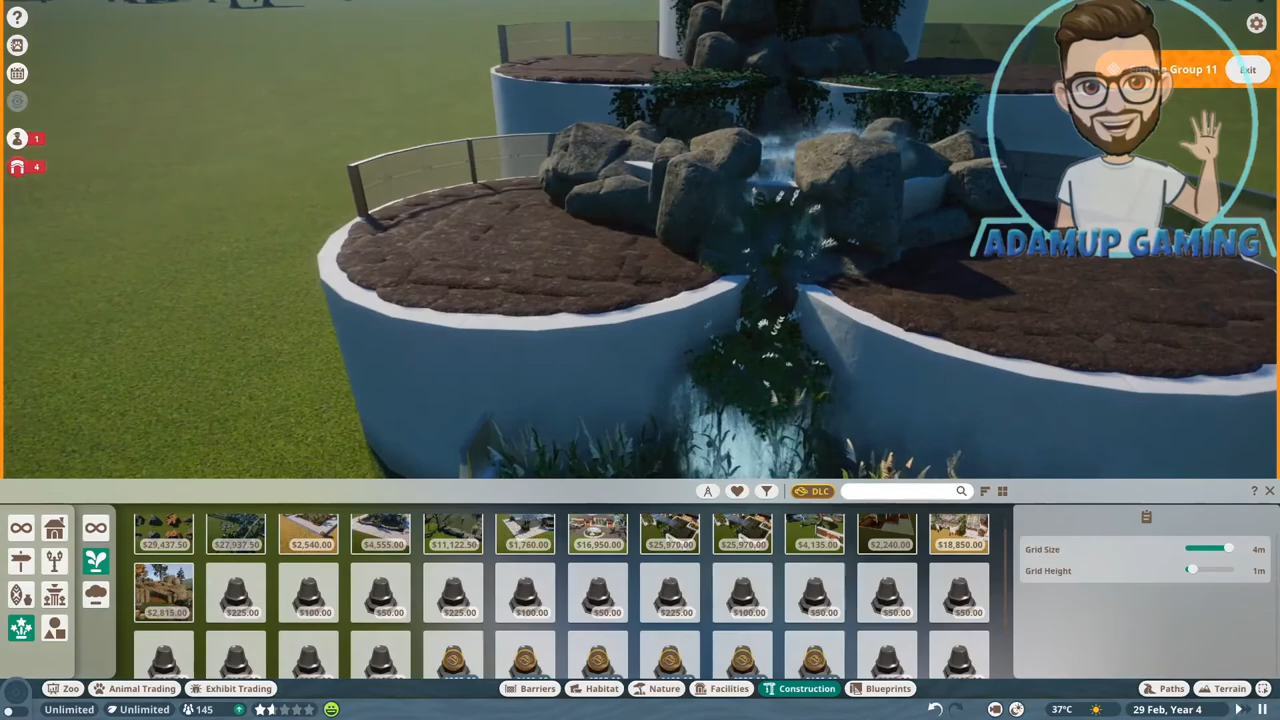 ?
Group 11
Exit
1
4
ADAMUP GAMING
DLC
?
$29,437.50 $27,937.50 $2,540.00 $4,555.00 $11,122.50 $1,760.00 $16,950.00 $25,970.00 $25,970.00 $4,135.00 $2,240.00 $18,850.00
Grid Size 4m
Grid Height 1m
$2,815.00 $225.00 $100.00 $50.00 $225.00 $100.00 $50.00 $225.00 $100.00 $50.00 $50.00 $50.00
Zoo Animal Trading Exhibit Trading Barriers Habitat Nature Facilities Construction Blueprints Paths Terrain
Unlimited Unlimited 145 37°C 29 Feb, Year 4